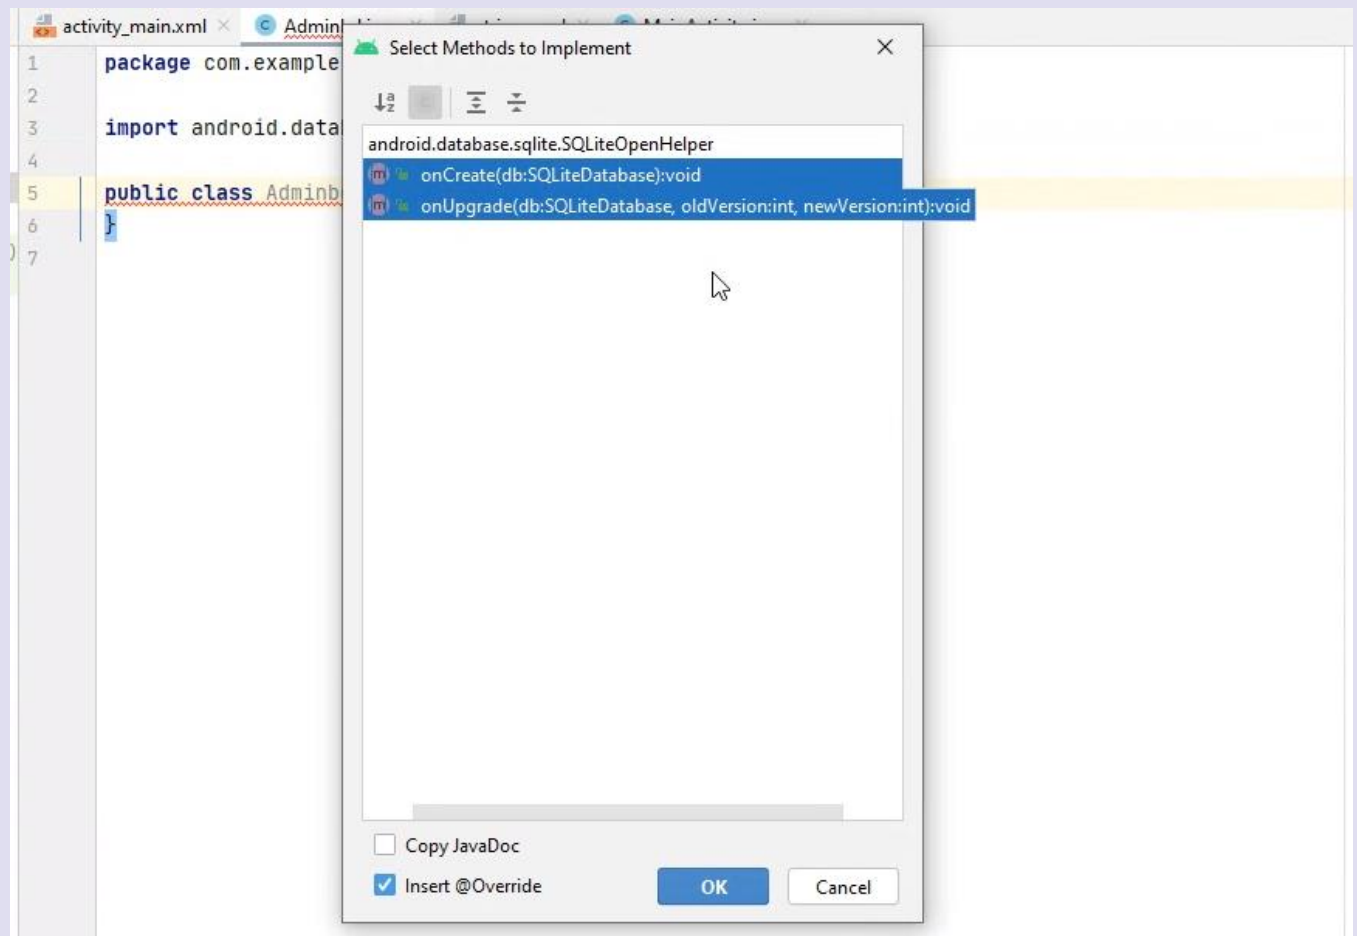 activity_main.xml
Select Methods to Implement
1 package com.example
2
3 import android.data
4
5 public class Adminb
6 }
7
android.database.sqlite.SQLiteOpenHelper
onCreate(db:SQLiteDatabase):void
onUpgrade(db:SQLiteDatabase, oldVersion:int, newVersion:int):void
Copy JavaDoc
Insert @Override
OK
Cancel